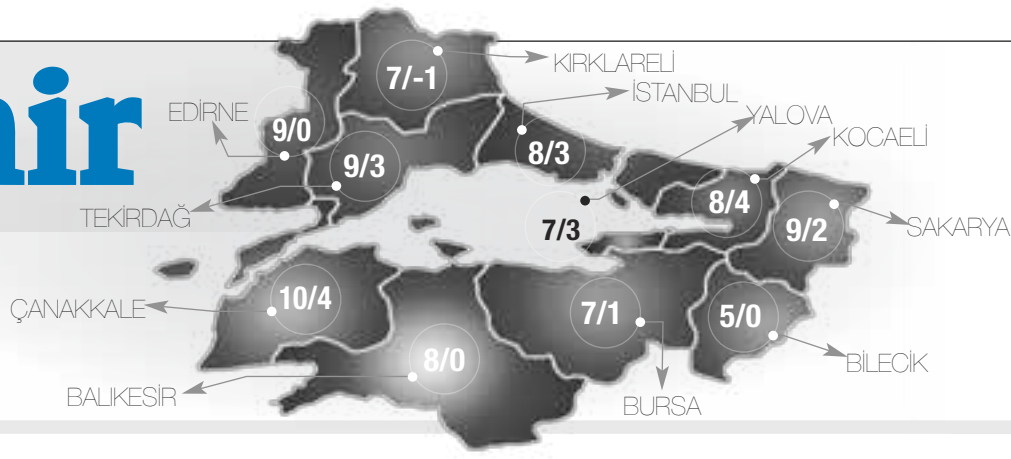 KIRKLARELİ
7/-1
İSTANBUL
EDİRNE
YALOVA
9/0
KOCAELİ
8/3
9/3
8/4
TEKİRDAĞ
7/3
9/2
SAKARYA
10/4
ÇANAKKALE
7/1
5/0
8/0
BİLECİK
BALIKESİR
BURSA